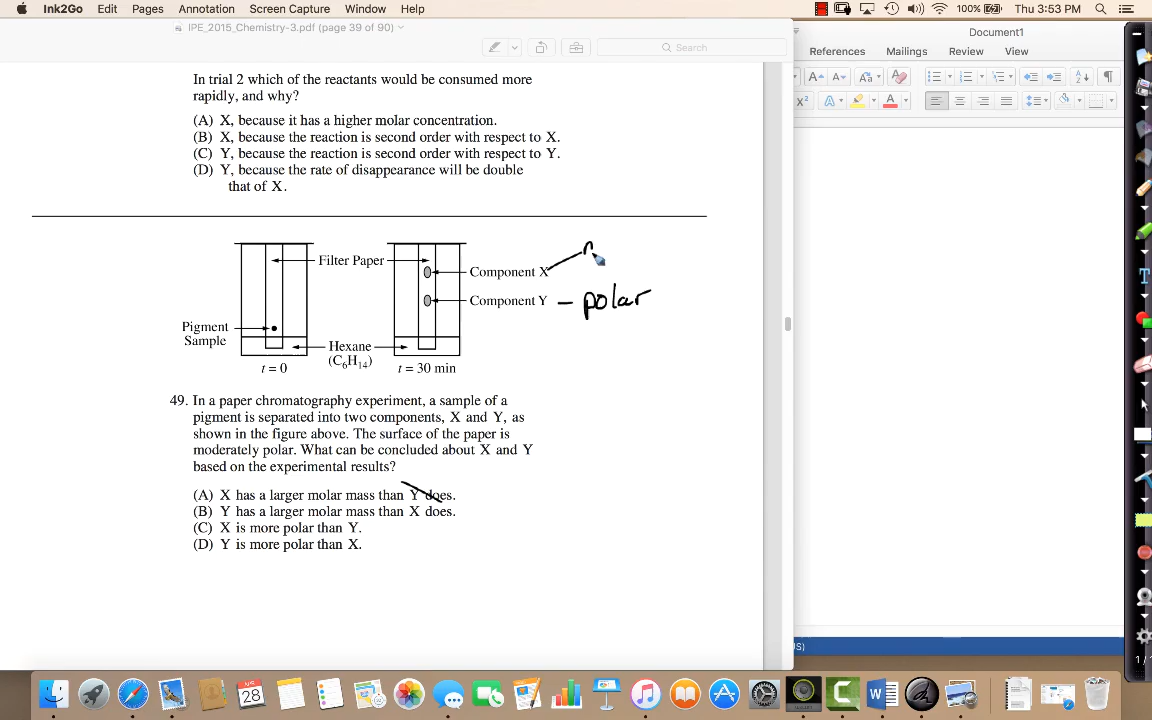 Ink2Go Edit Pages Annotation Screen Capture Window Help 100% Thu 3:53 PM
IPE_2015_Chemistry-3.pdf (page 39 of 90)
Document1
Search
References Mailings Review View
In trial 2 which of the reactants would be consumed more
rapidly, and why?
(A) X, because it has a higher molar concentration.
(B) X, because the reaction is second order with respect to X.
(C) Y, because the reaction is second order with respect to Y.
(D) Y, because the rate of disappearance will be double
that of X.
Filter Paper
Component X
n
Component Y – polar
Pigment
Sample
Hexane
(C6H14)
t = 0
t = 30 min
49. In a paper chromatography experiment, a sample of a
pigment is separated into two components, X and Y, as
shown in the figure above. The surface of the paper is
moderately polar. What can be concluded about X and Y
based on the experimental results?
(A) X has a larger molar mass than Y does.
(B) Y has a larger molar mass than X does.
(C) X is more polar than Y.
(D) Y is more polar than X.
US)
1 /
APR
28